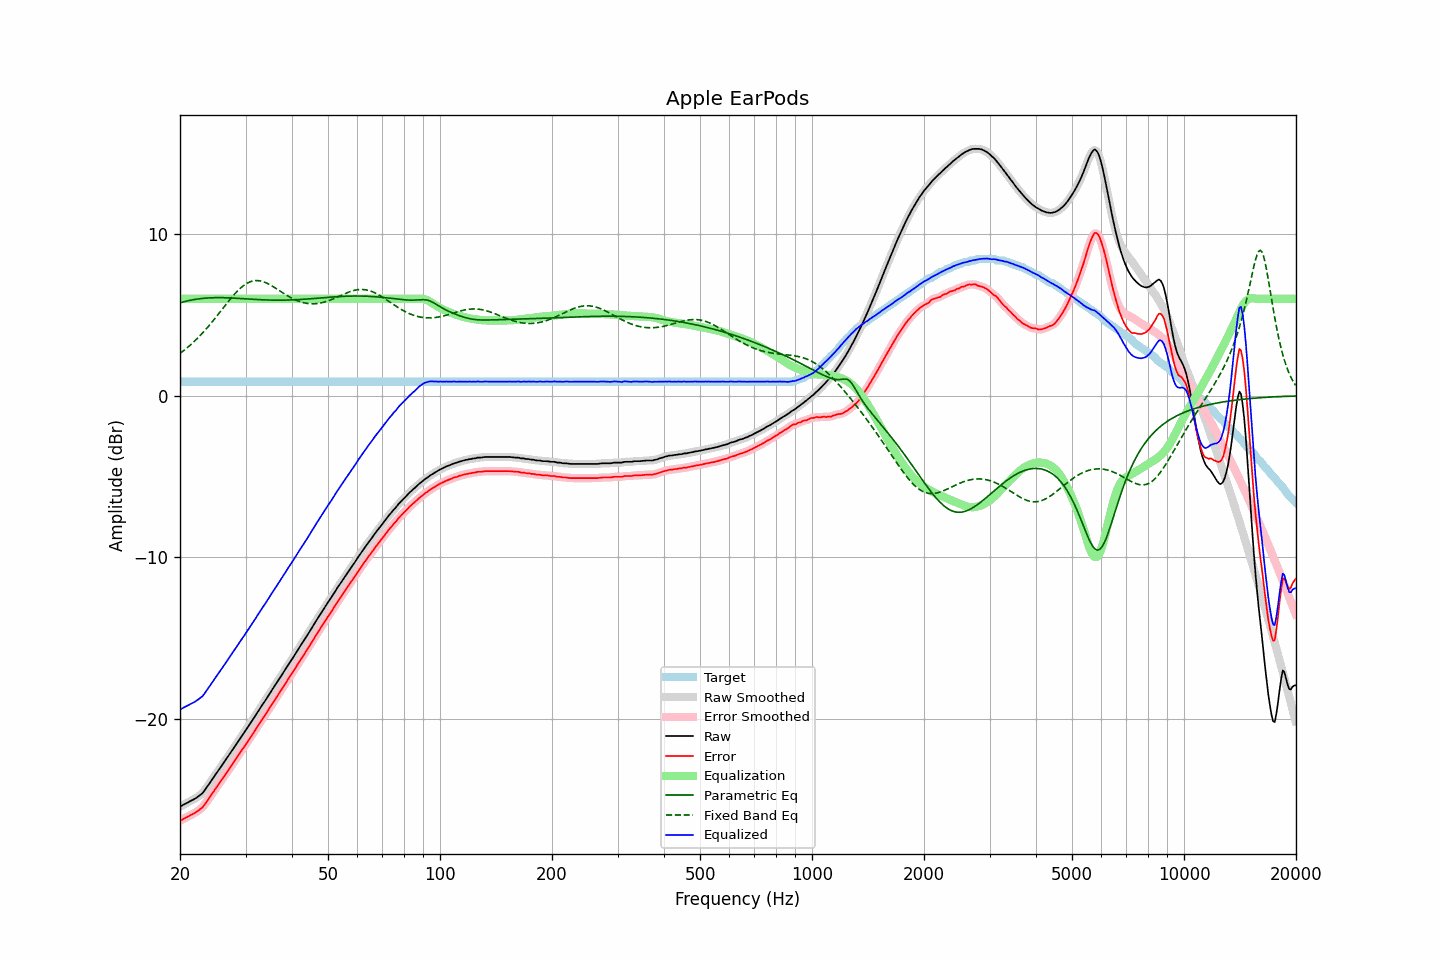 Apple EarPods
Amplitude (dBr)
10
0
−10
−20
Target
Raw Smoothed
Error Smoothed
Raw
Error
Equalization
Parametric Eq
Fixed Band Eq
Equalized
20 50 100 200 500 1000 2000 5000 10000 20000
Frequency (Hz)